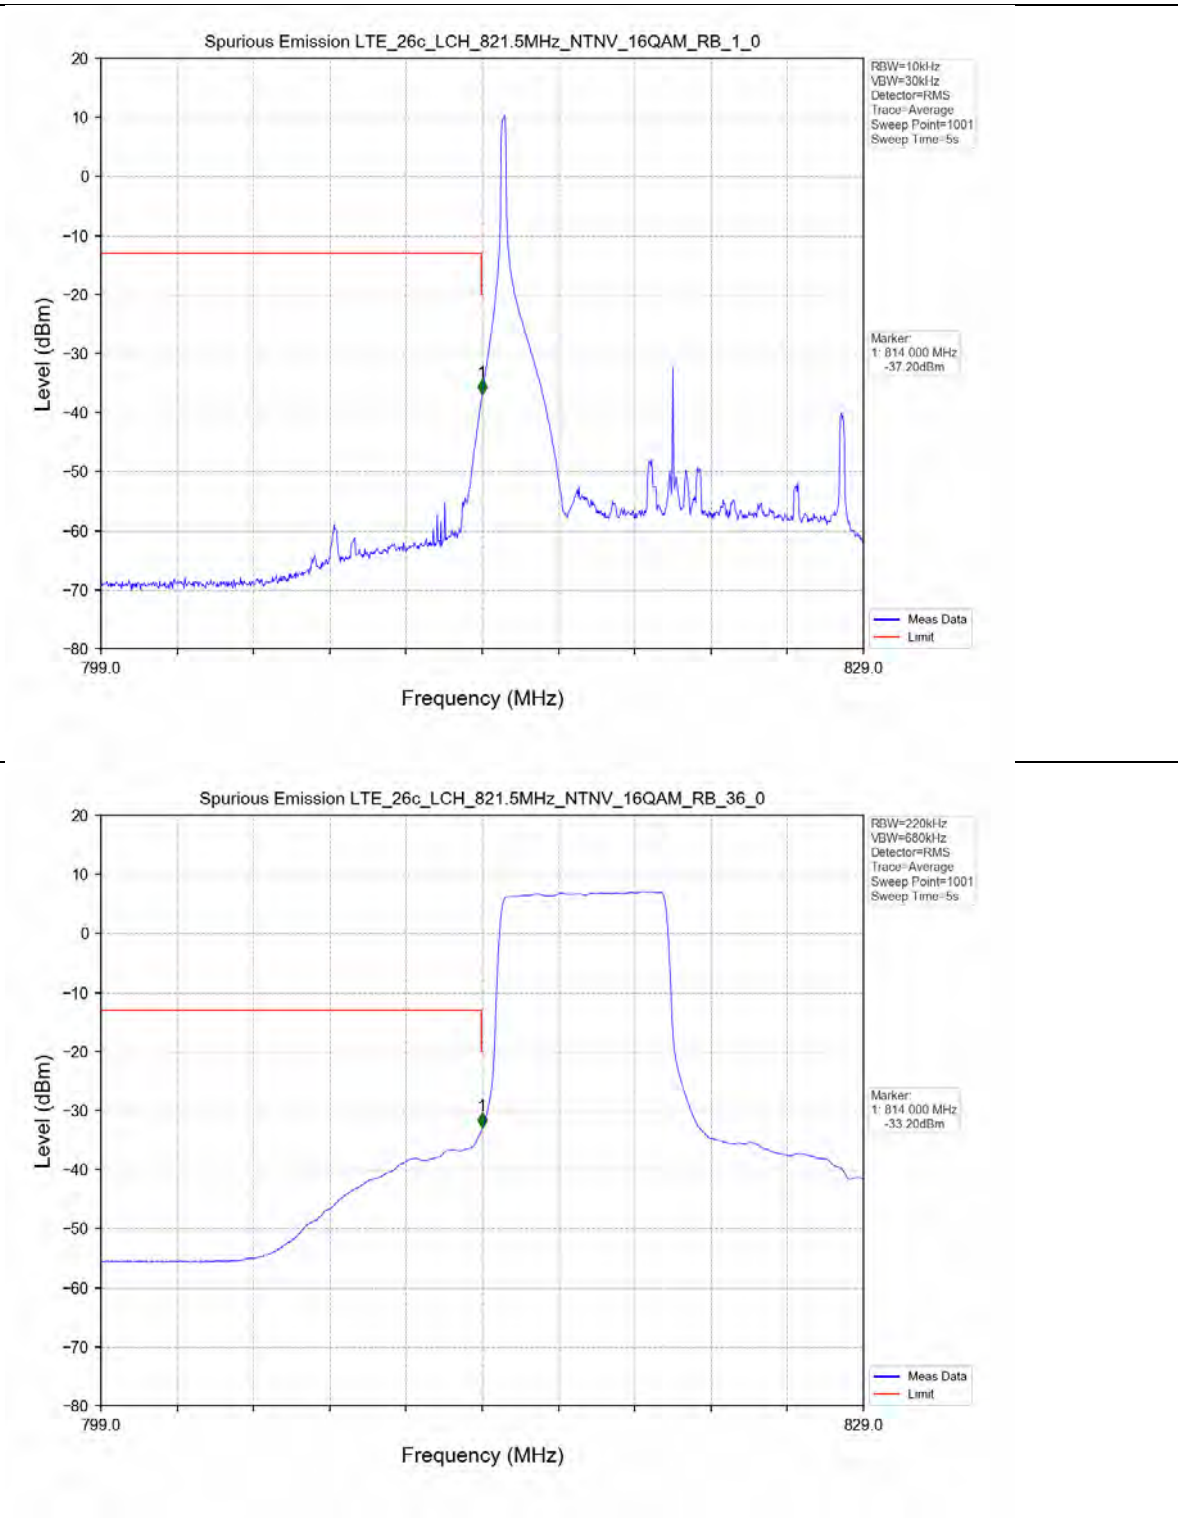 Spurious Emission LTE_26c_LCH_821.5MHz_NTNV_16QAM_RB_1_0
RBW=10kHz
VBW=30kHz
Detector=RMS
Trace=Average
Sweep Point=1001
Sweep Time=5s
20
10
0
−10
−20
−30
−40
−50
−60
−70
−80
Level (dBm)
1
Marker:
1: 814.000 MHz
-37.20dBm
Meas Data
Limit
799.0
829.0
Frequency (MHz)
Spurious Emission LTE_26c_LCH_821.5MHz_NTNV_16QAM_RB_36_0
RBW=220kHz
VBW=680kHz
Detector=RMS
Trace=Average
Sweep Point=1001
Sweep Time=5s
20
10
0
−10
−20
−30
−40
−50
−60
−70
−80
Level (dBm)
1
Marker:
1: 814.000 MHz
-33.20dBm
Meas Data
Limit
799.0
829.0
Frequency (MHz)